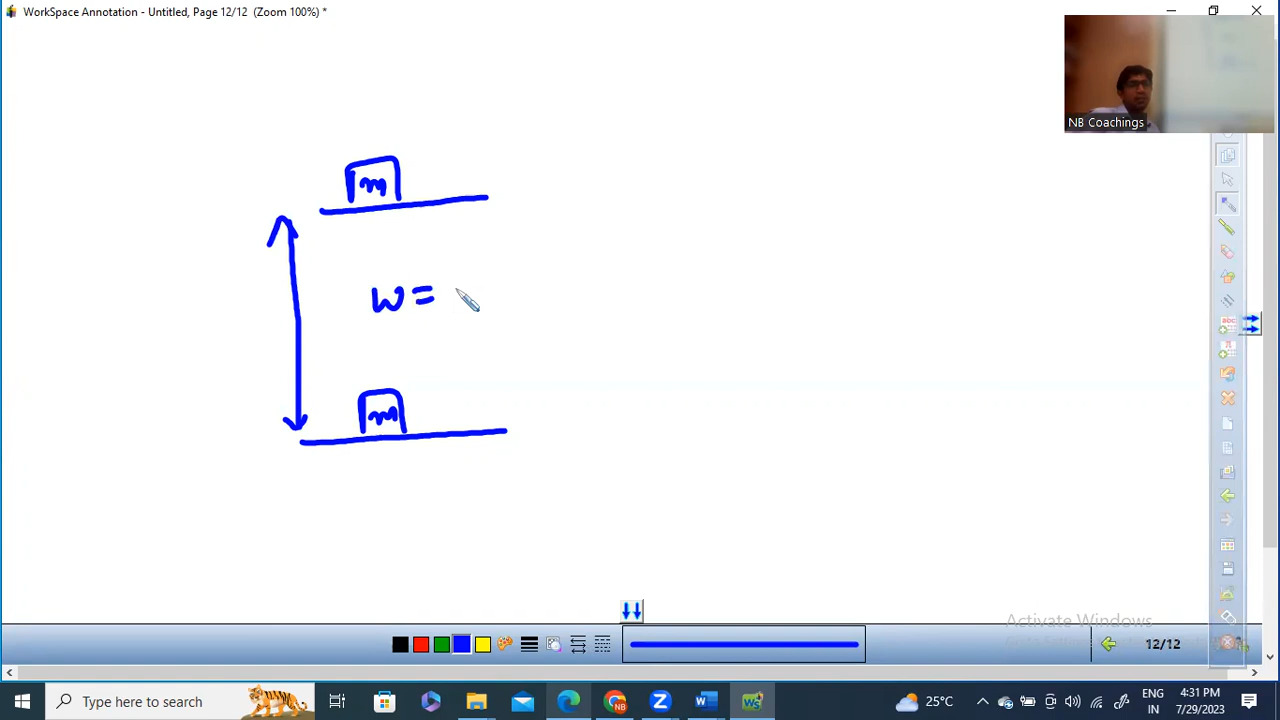 WorkSpace Annotation - Untitled, Page 12/12 (Zoom 100%) *
NB Coachings
m
w=
m
Activate Windows
12/12
Type here to search
25°C
ENG
IN
4:31 PM
7/29/2023